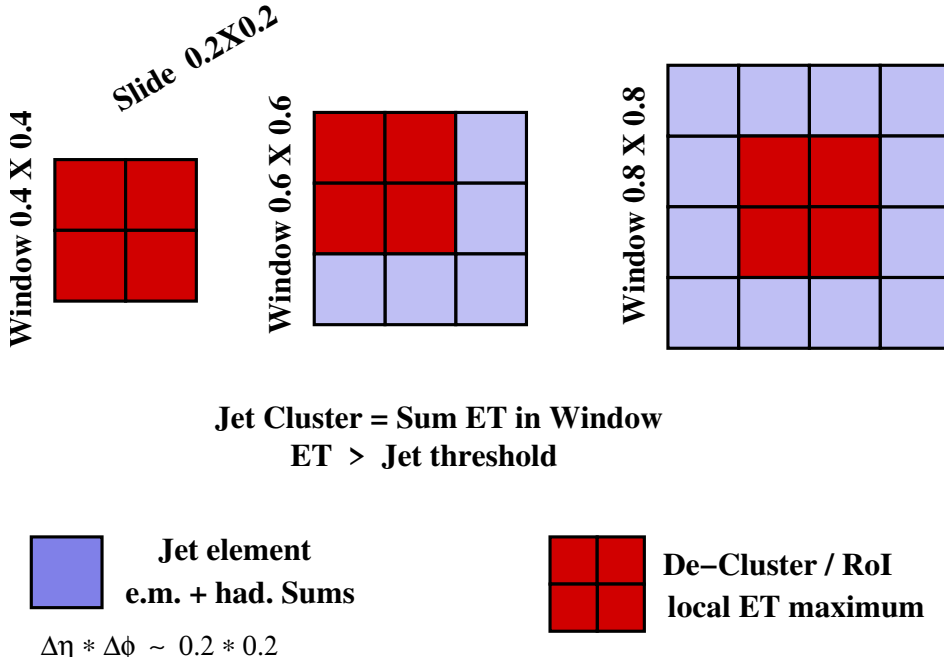 Slide 0.2X0.2
Window 0.4 X 0.4
Window 0.6 X 0.6
Window 0.8 X 0.8
Jet Cluster = Sum ET in Window
ET > Jet threshold
Jet element
e.m. + had. Sums
Δη * Δϕ ~ 0.2 * 0.2
De−Cluster / RoI
local ET maximum